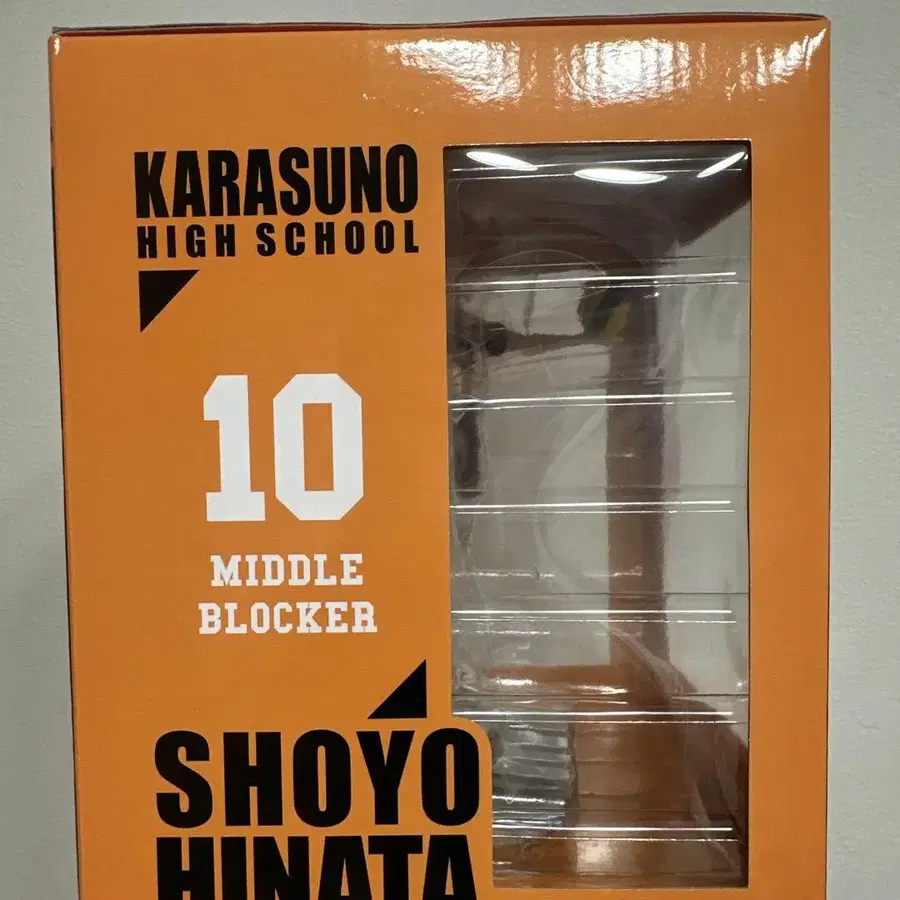 KARASUNO
HIGH SCHOOL
10
MIDDLE
BLOCKER
SHOYO
HINATA